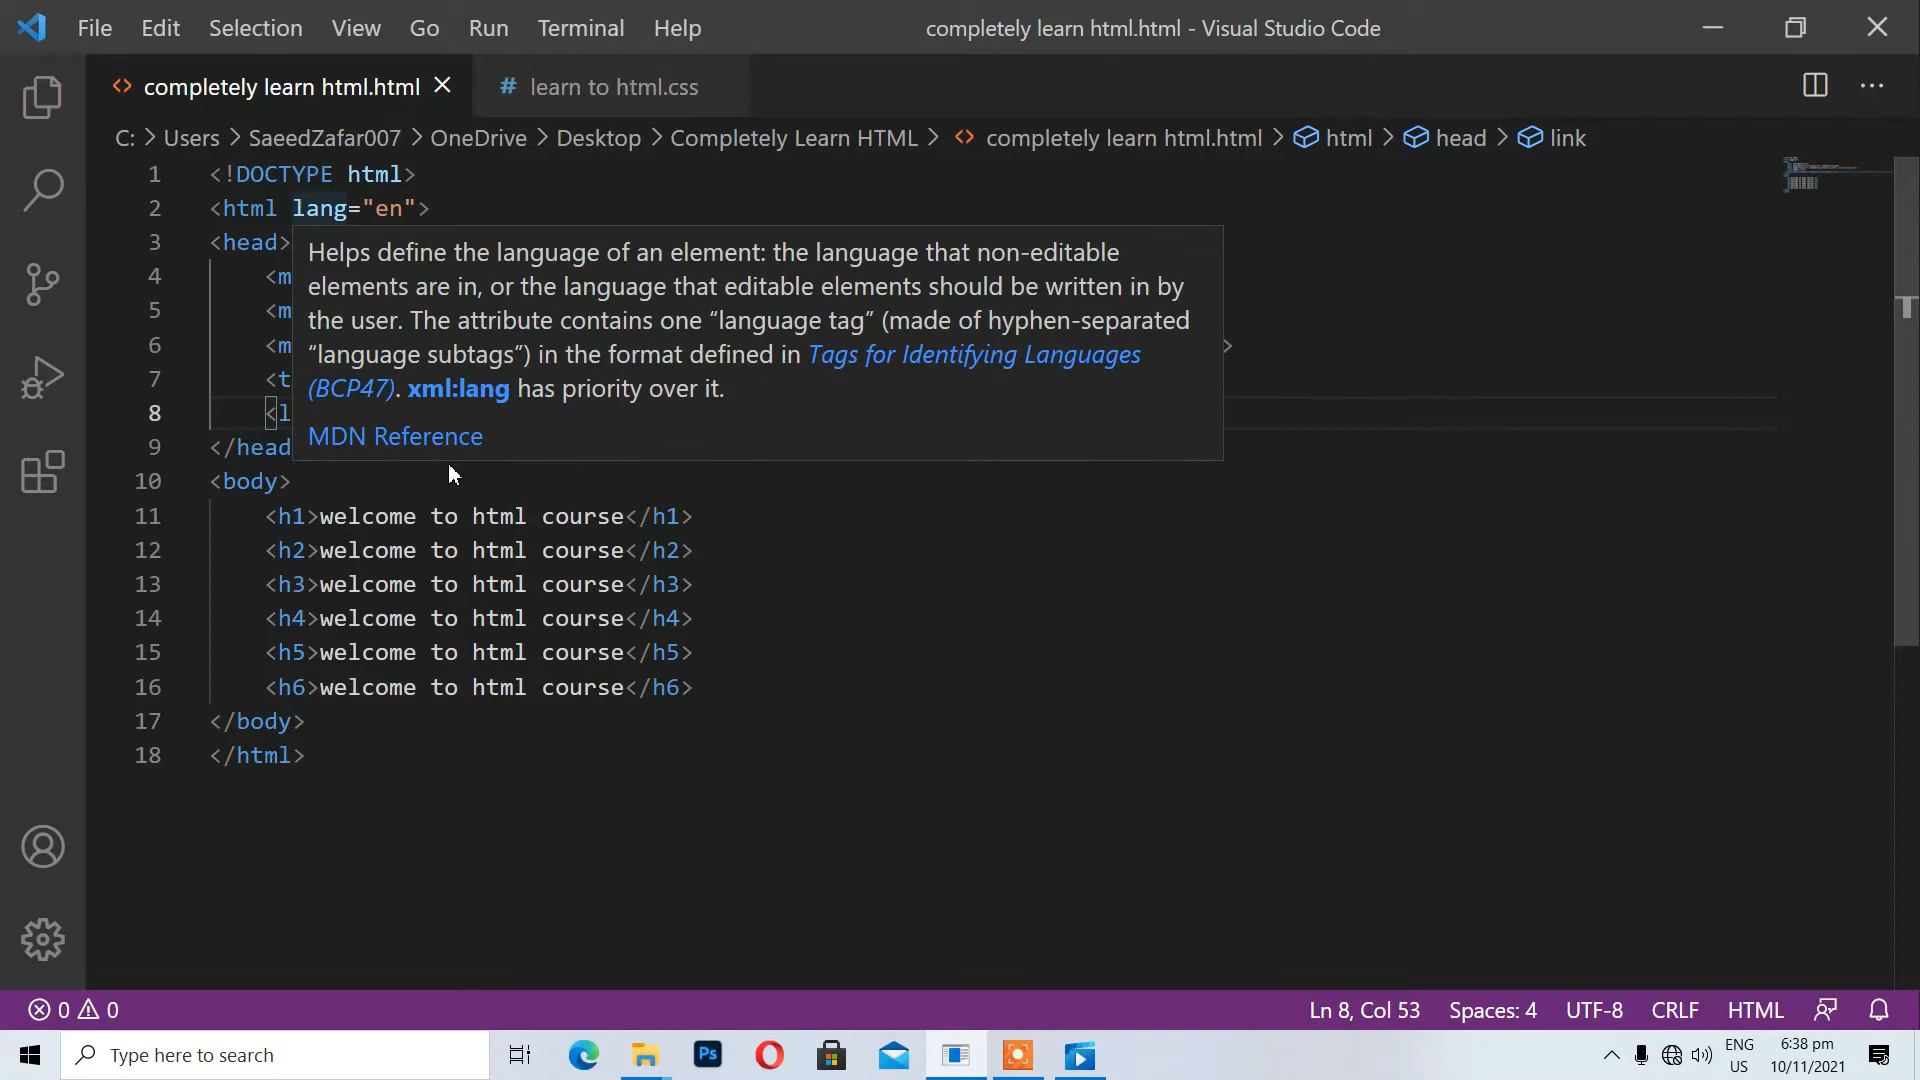 File Edit Selection View Go Run Terminal Help completely learn html.html - Visual Studio Code
completely learn html.html # learn to html.css
C: > Users > SaeedZafar007 > OneDrive > Desktop > Completely Learn HTML > completely learn html.html > html > head > link
1 <!DOCTYPE html>
2 <html lang="en">
3 <head>
Helps define the language of an element: the language that non-editable
4 <m
elements are in, or the language that editable elements should be written in by
5 <m
the user. The attribute contains one “language tag” (made of hyphen-separated
6 <m
“language subtags”) in the format defined in Tags for Identifying Languages >
7 <t
(BCP47). xml:lang has priority over it.
8 <l
MDN Reference
9 </head
10 <body>
11 <h1>welcome to html course</h1>
12 <h2>welcome to html course</h2>
13 <h3>welcome to html course</h3>
14 <h4>welcome to html course</h4>
15 <h5>welcome to html course</h5>
16 <h6>welcome to html course</h6>
17 </body>
18 </html>
0 0 Ln 8, Col 53 Spaces: 4 UTF-8 CRLF HTML
Type here to search Ps ENG 6:38 pm
US 10/11/2021